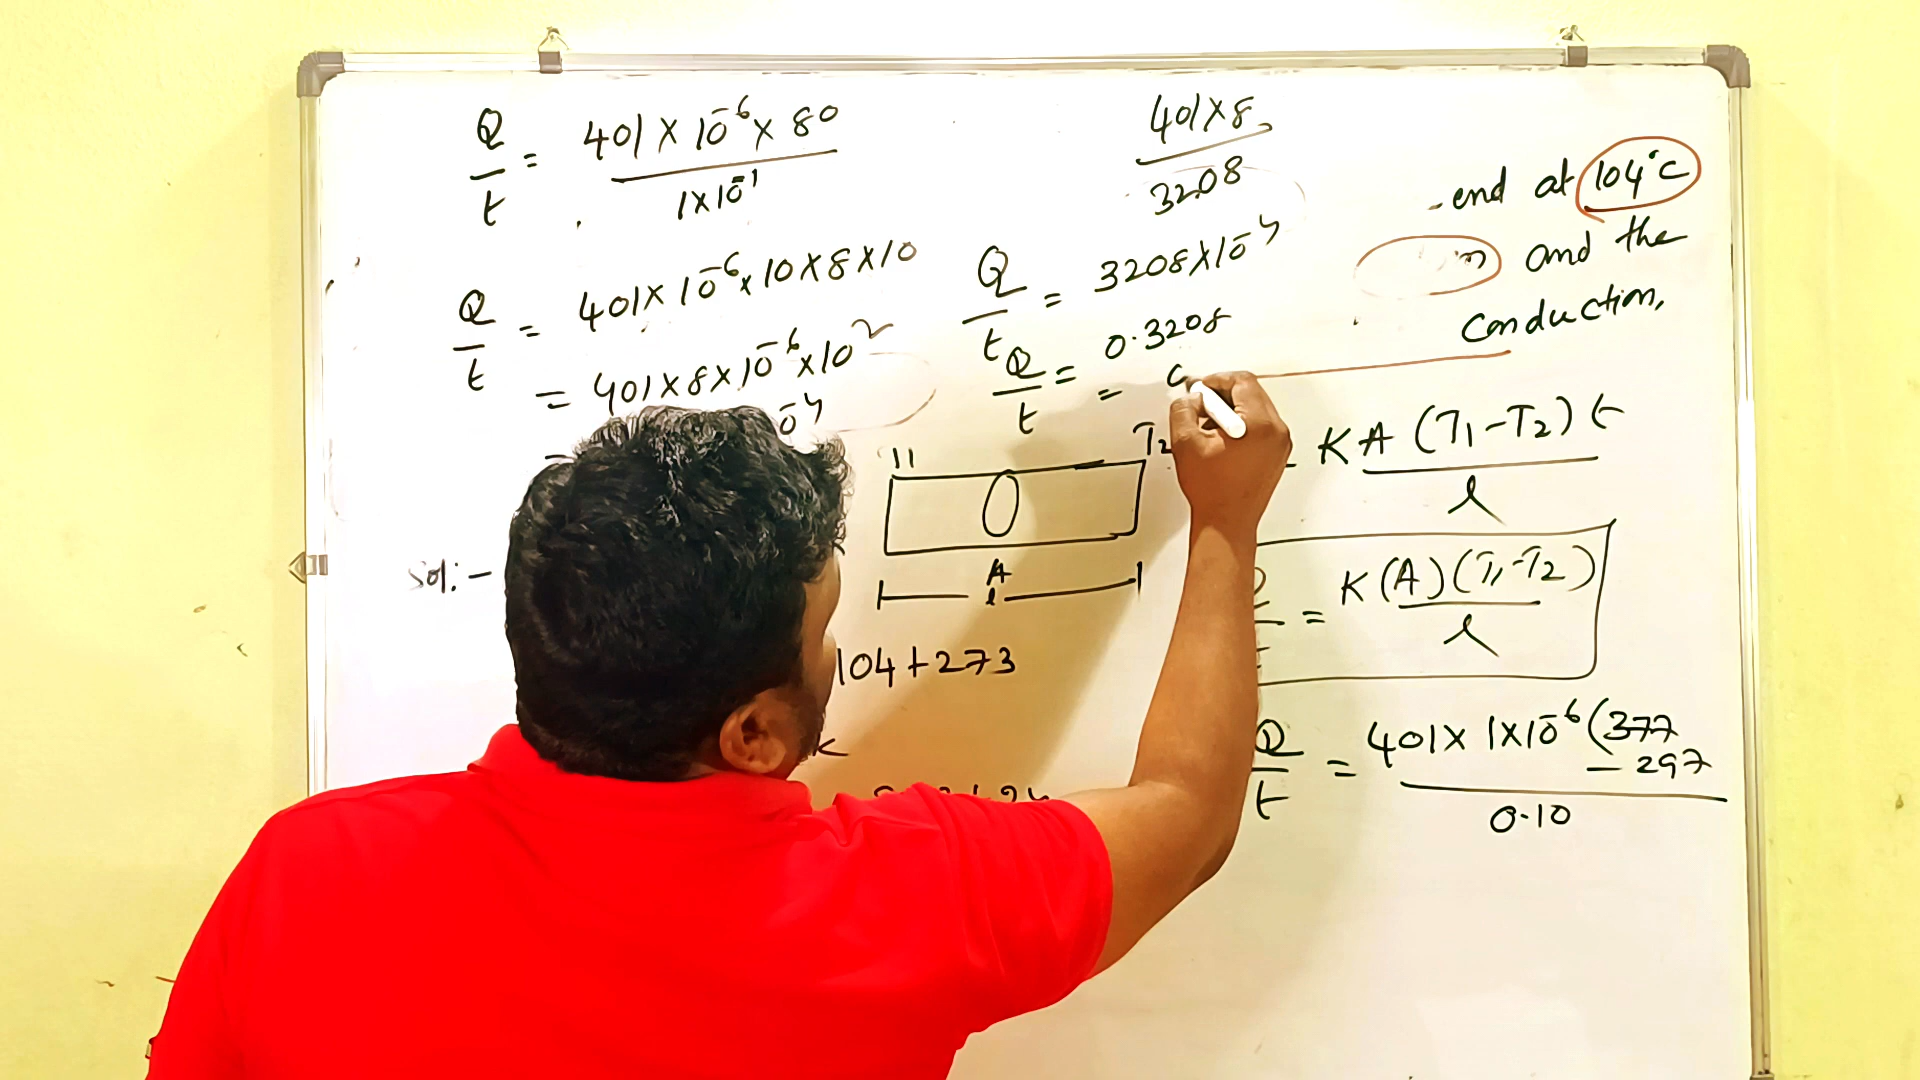 Q/t = 401 × 10⁻⁶ × 80 / 1×10⁻¹
Q/t = 401 × 10⁻⁶ × 10 × 8 × 10
= 401 × 8 × 10⁻⁶ × 10²
401×8
3208
Q/t = 3208×10⁻⁴
Q/t = 0.3208
=
end at 104°C
and the
conduction,
T₂
A
l
Sol:-
104+273
K
KA (T₁-T₂) t / l
= K(A)(T₁-T₂) / l
Q/t = 401× 1×10⁻⁶ (377 - 297 / 0.10